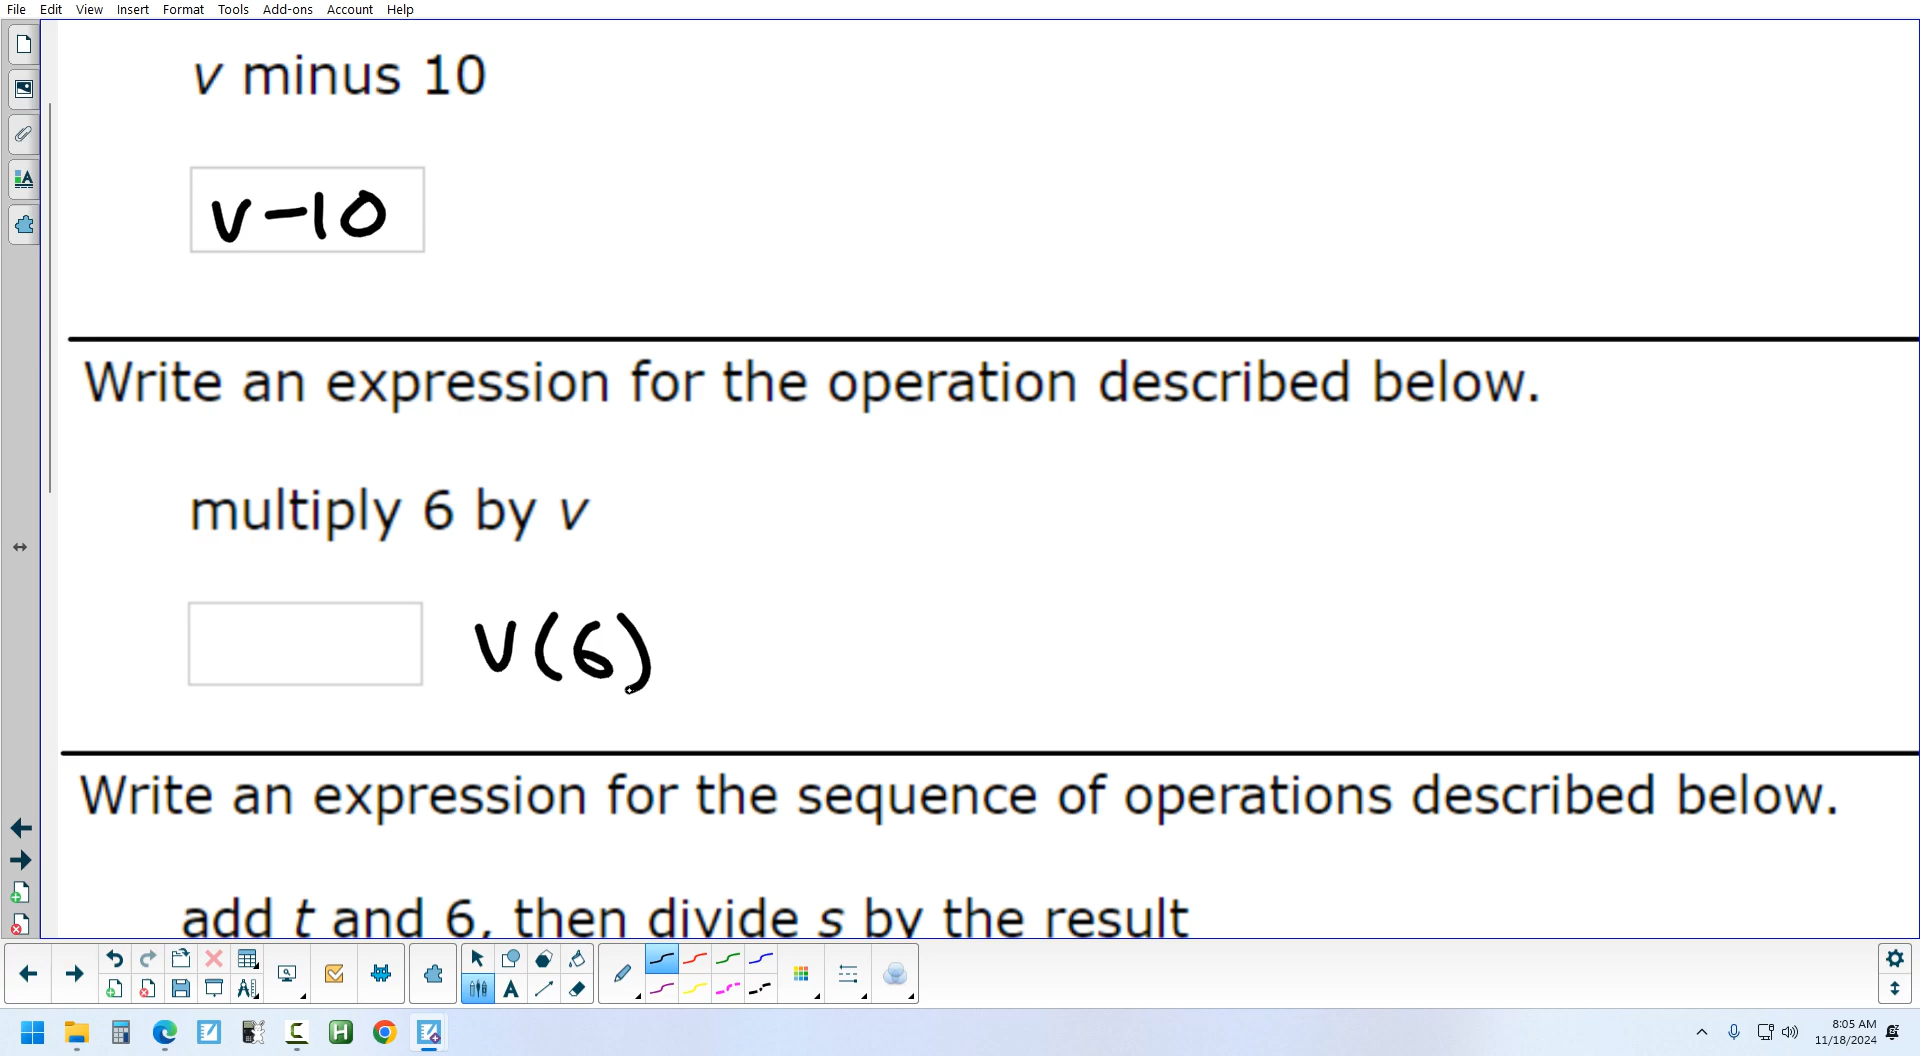 File Edit View Insert Format Tools Add-ons Account Help
v minus 10
v-10
Write an expression for the operation described below.
multiply 6 by v
v(6)
Write an expression for the sequence of operations described below.
add t and 6, then divide s by the result
8:05 AM
11/18/2024